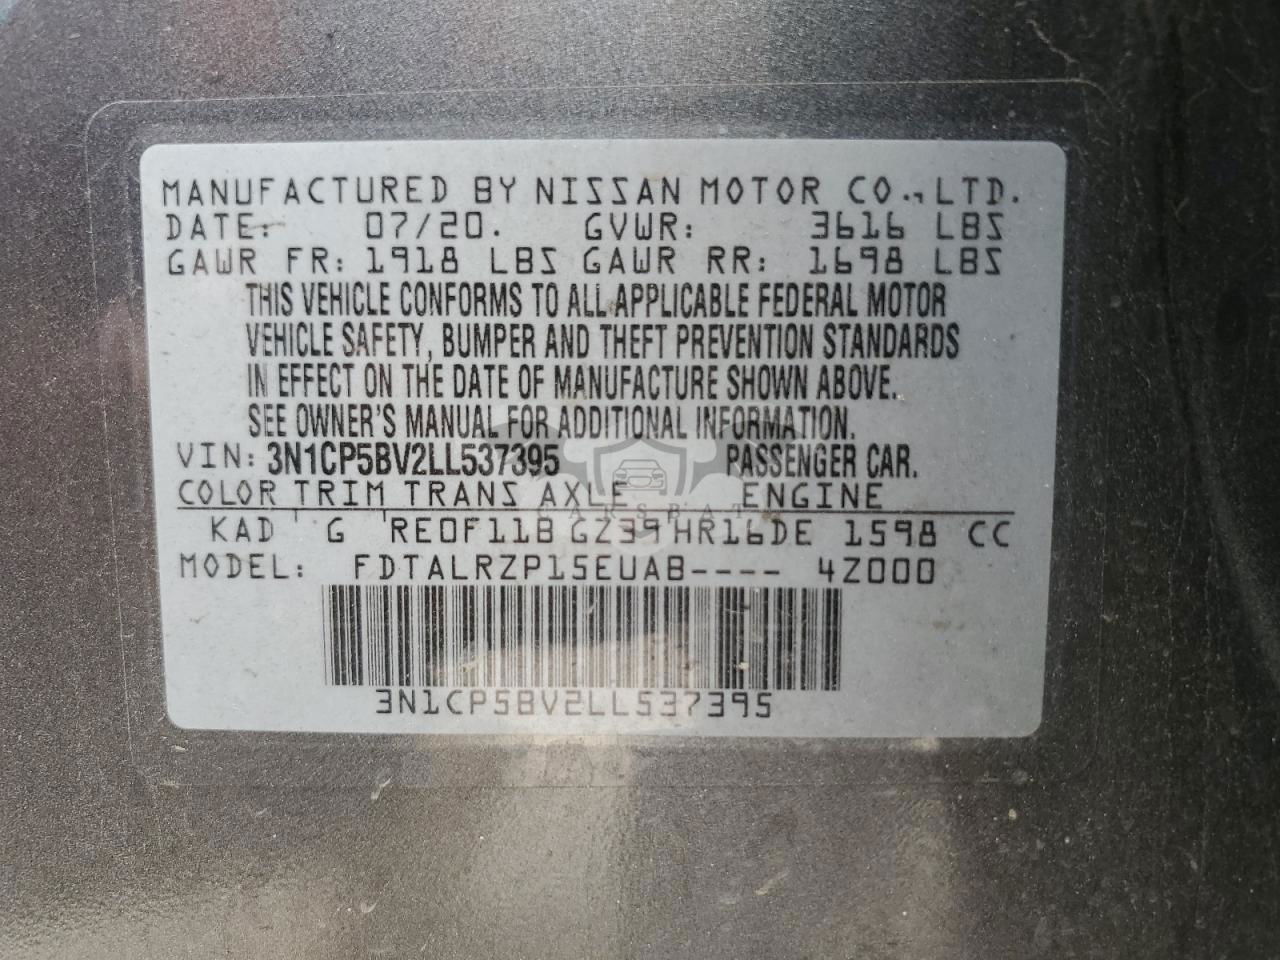 MANUFACTURED BY NISSAN MOTOR CO., LTD.
DATE: 07/20. GVWR: 3616 LBS
GAWR FR: 1918 LBS GAWR RR: 1698 LBS
THIS VEHICLE CONFORMS TO ALL APPLICABLE FEDERAL MOTOR
VEHICLE SAFETY, BUMPER AND THEFT PREVENTION STANDARDS
IN EFFECT ON THE DATE OF MANUFACTURE SHOWN ABOVE.
SEE OWNER'S MANUAL FOR ADDITIONAL INFORMATION.
VIN: 3N1CP5BV2LL537395 PASSENGER CAR.
COLOR TRIM TRANS AXLE ENGINE
KAD G RE0F11B GZ39 HR16DE 1598 CC
MODEL: FDTALRZP15EUAB---- 4Z000
3N1CP5BV2LL537395